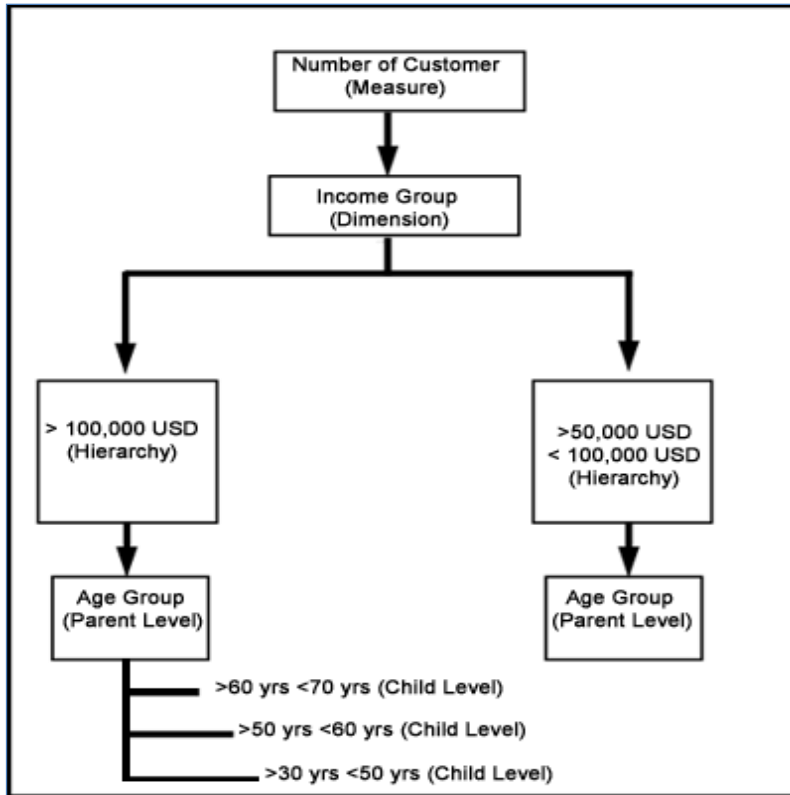 Number of Customer
(Measure)
Income Group
(Dimension)
> 100,000 USD
(Hierarchy)
>50,000 USD
< 100,000 USD
(Hierarchy)
Age Group
(Parent Level)
Age Group
(Parent Level)
>60 yrs <70 yrs (Child Level)
>50 yrs <60 yrs (Child Level)
>30 yrs <50 yrs (Child Level)